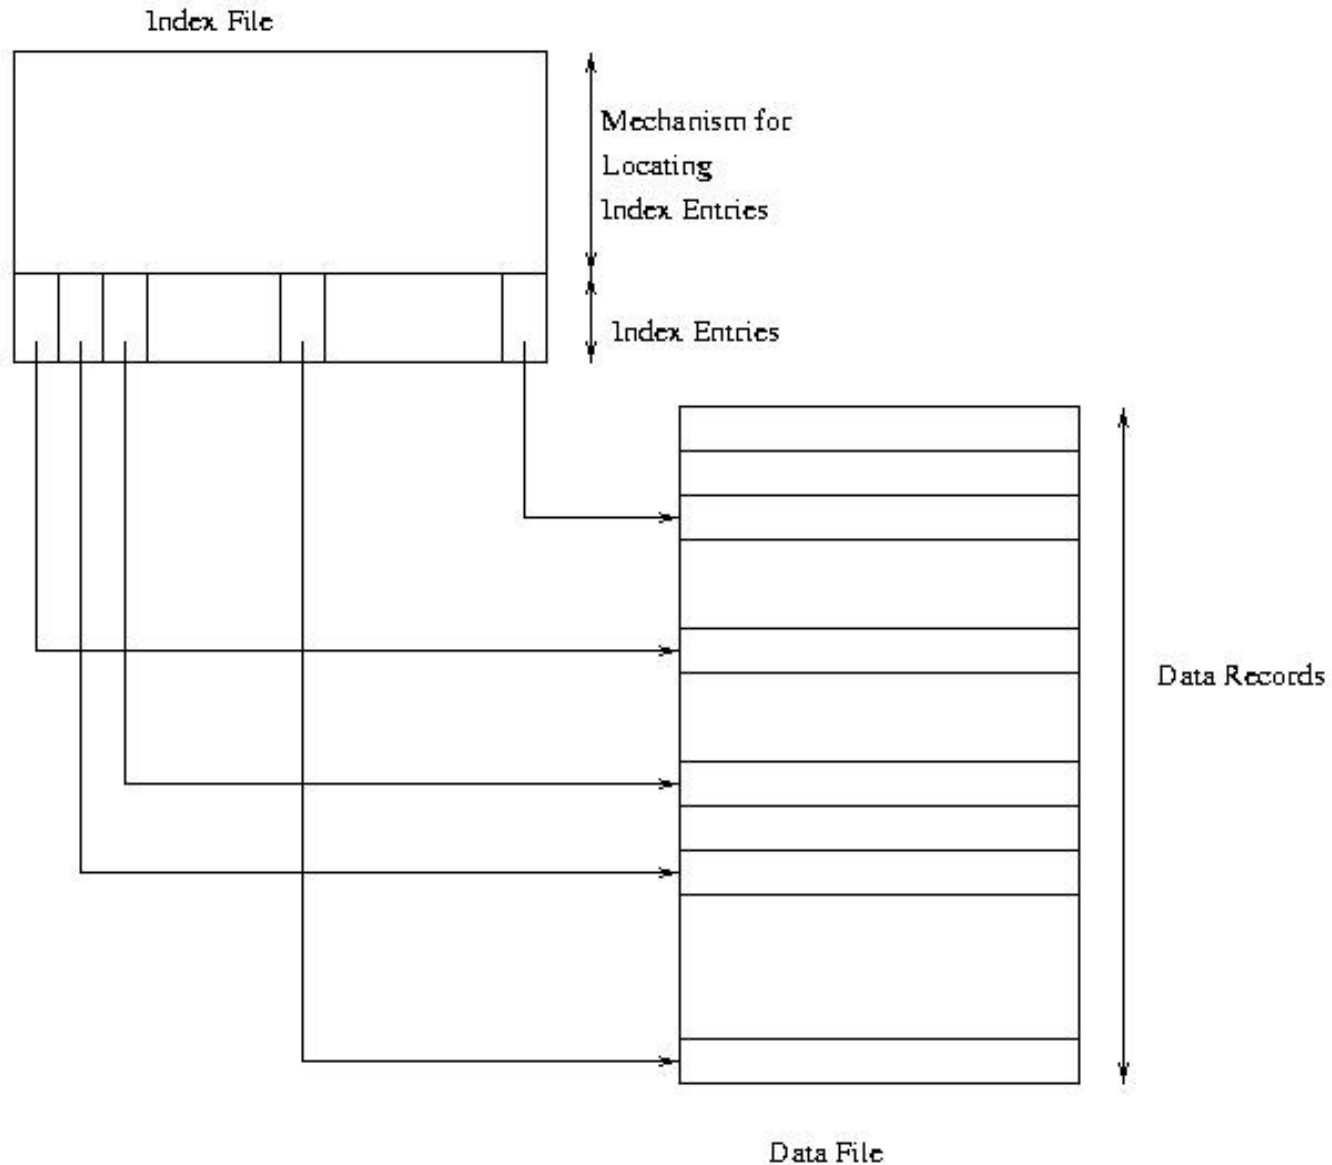 Index File
Mechanism for
Locating
Index Entries
Index Entries
Data Records
Data File